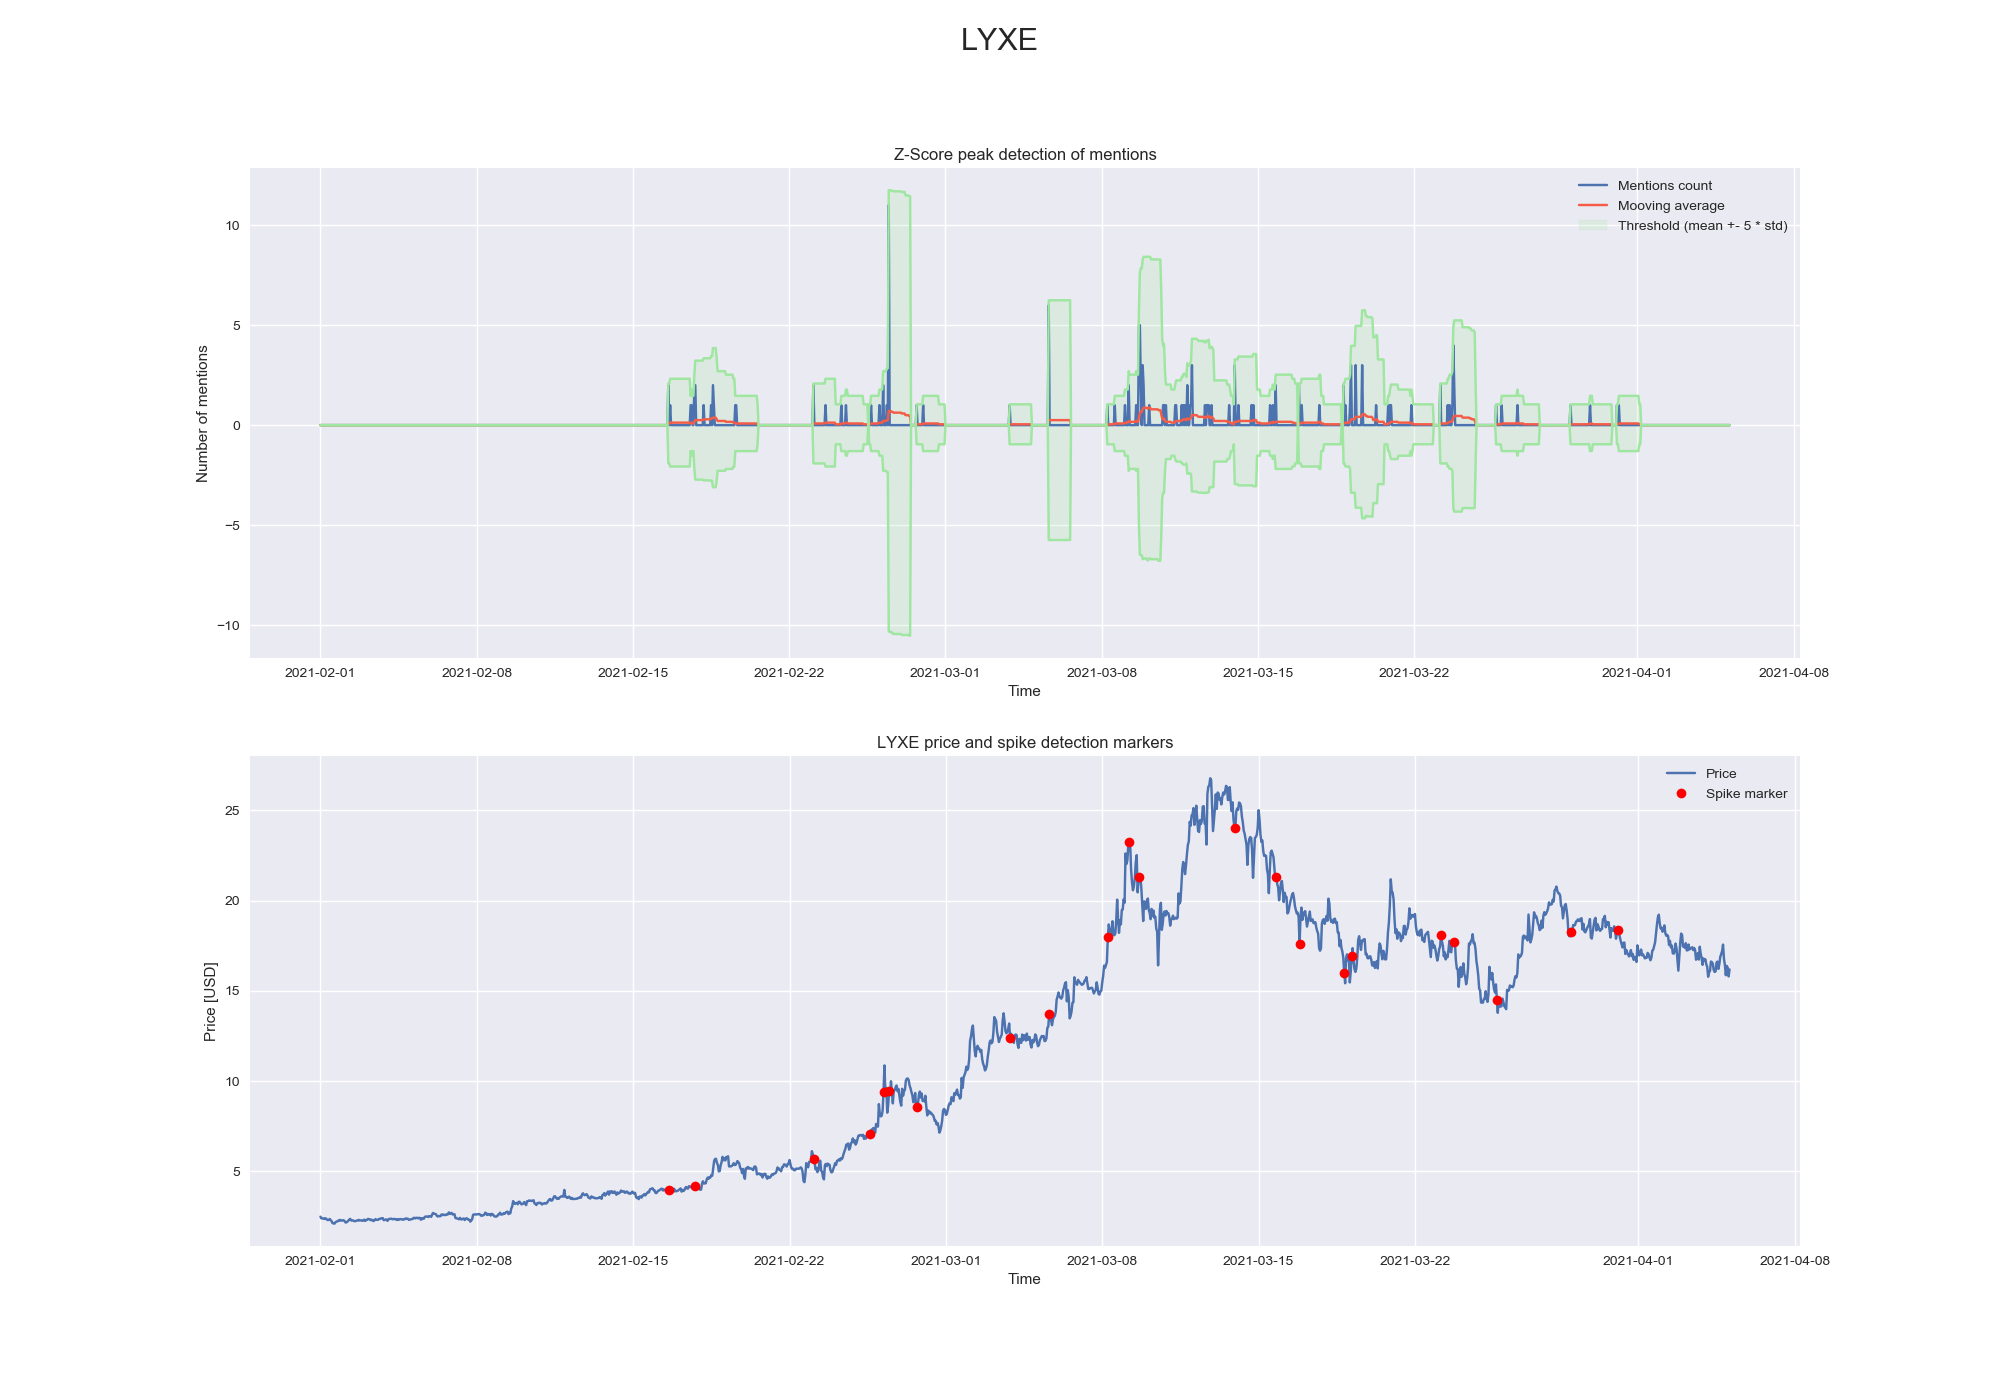 LYXE
Z-Score peak detection of mentions
Mentions count
Mooving average
Threshold (mean +- 5 * std)
10
5
0
−5
−10
Number of mentions
2021-02-01 2021-02-08 2021-02-15 2021-02-22 2021-03-01 2021-03-08 2021-03-15 2021-03-22 2021-04-01 2021-04-08
Time
LYXE price and spike detection markers
Price
Spike marker
25
20
15
10
5
Price [USD]
2021-02-01 2021-02-08 2021-02-15 2021-02-22 2021-03-01 2021-03-08 2021-03-15 2021-03-22 2021-04-01 2021-04-08
Time